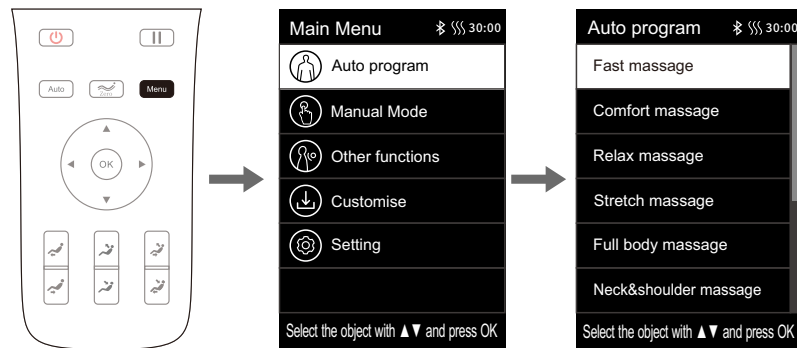 Auto
Zero
Menu
OK
Main Menu 30:00
Auto program
Manual Mode
Other functions
Customise
Setting
Select the object with ▲▼ and press OK
Auto program 30:00
Fast massage
Comfort massage
Relax massage
Stretch massage
Full body massage
Neck&shoulder massage
Select the object with ▲▼ and press OK